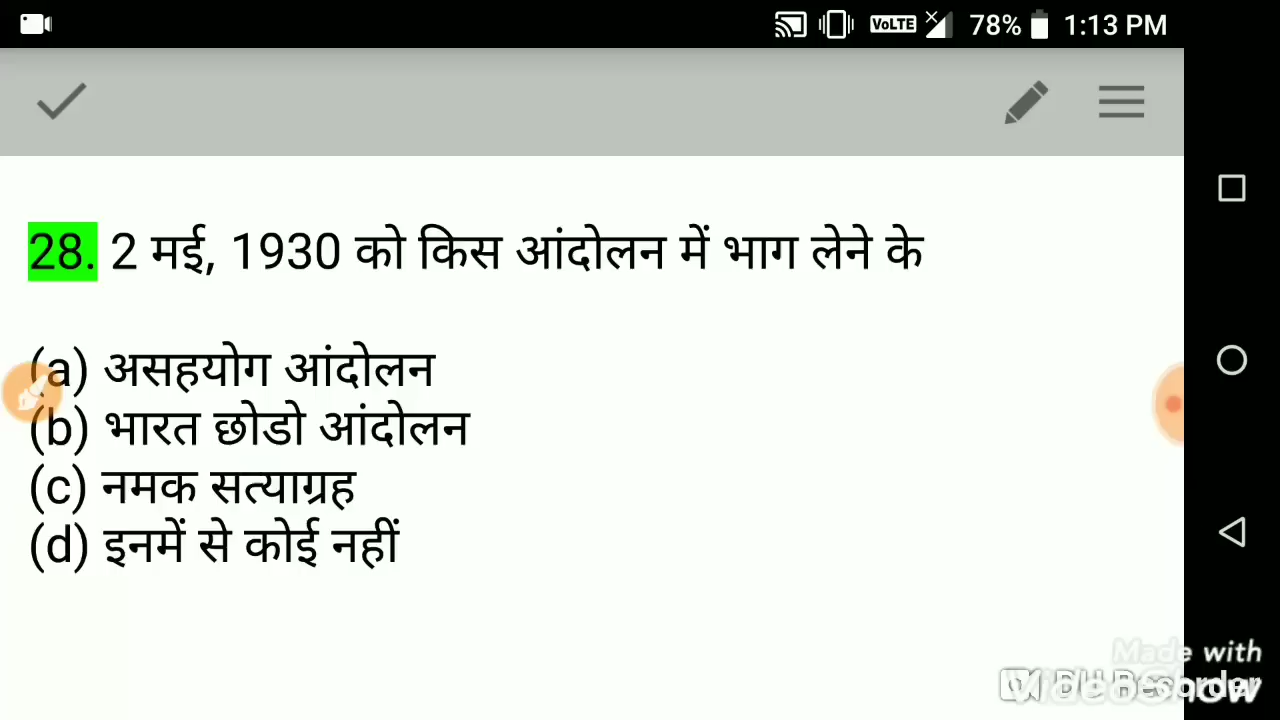 VoLTE 78% 1:13 PM
28. 2 मई, 1930 को किस आंदोलन में भाग लेने के
(a) असहयोग आंदोलन
(b) भारत छोडो आंदोलन
(c) नमक सत्याग्रह
(d) इनमें से कोई नहीं
Made with